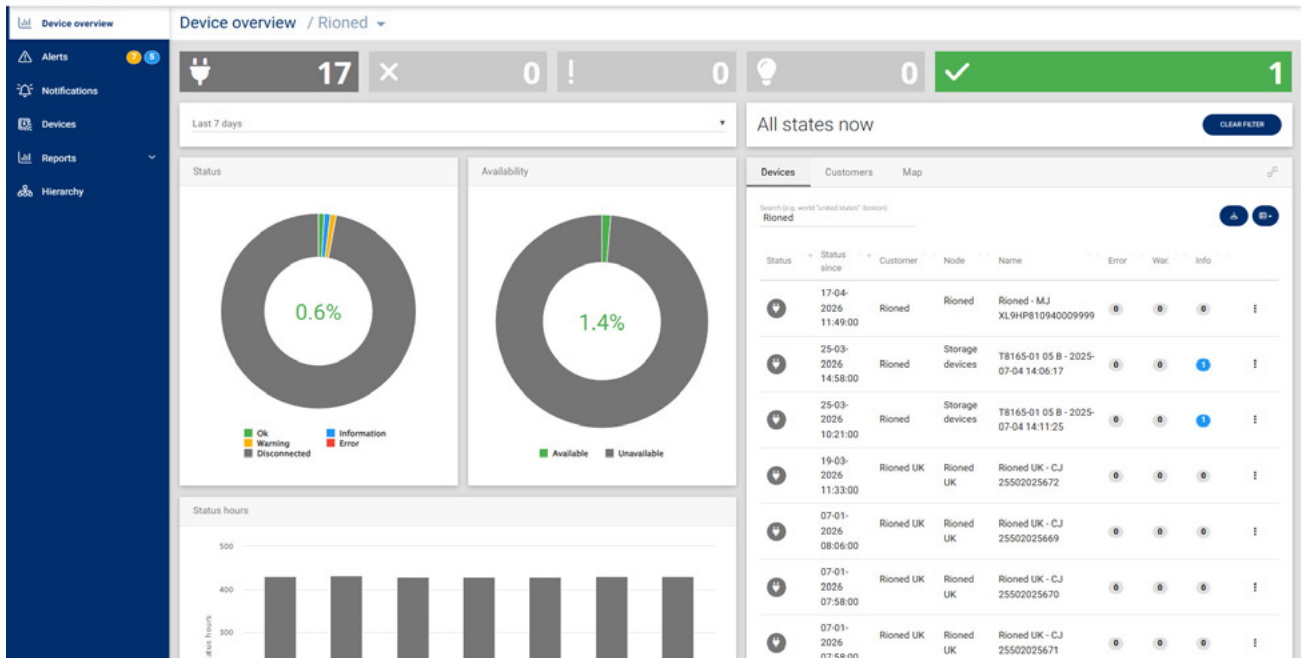 Device overview
Alerts 7 5
Notifications
Devices
Reports
Hierarchy
Device overview / Rioned
17 0 0 0 1
Last 7 days
All states now
CLEAR FILTER
Status
0.6%
Ok Information
Warning Error
Disconnected
Availability
1.4%
Available Unavailable
Status hours
500
400
300
Devices Customers Map
Search (e.g. world "united states" -boston)
Rioned
Status Status since Customer Node Name Error War. Info
17-04-
2026 Rioned Rioned Rioned - MJ 0 0 0
11:49:00 XL9HP810940009999
25-03- Storage
2026 Rioned devices T8165-01 05 B - 2025- 0 0 1
14:58:00 07-04 14:06:17
25-03- Storage
2026 Rioned devices T8165-01 05 B - 2025- 0 0 1
10:21:00 07-04 14:11:25
19-03-
2026 Rioned UK Rioned Rioned UK - CJ 0 0 0
11:33:00 UK 25502025672
07-01-
2026 Rioned UK Rioned Rioned UK - CJ 0 0 0
08:06:00 UK 25502025669
07-01-
2026 Rioned UK Rioned Rioned UK - CJ 0 0 0
07:58:00 UK 25502025670
07-01-
2026 Rioned UK Rioned Rioned UK - CJ 0 0 0
07:58:00 UK 25502025671